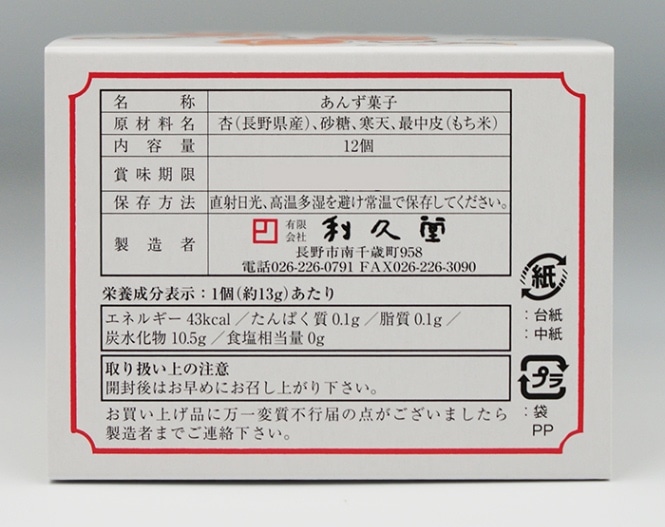 名称 あんず菓子
原材料名 杏(長野県産)、砂糖、寒天、最中皮(もち米)
内容量 12個
賞味期限
保存方法 直射日光、高温多湿を避け常温で保存してください。
製造者 有限会社 利久堂
長野市南千歳町958
電話026-226-0791 FAX026-226-3090
栄養成分表示:1個(約13g)あたり
エネルギー 43kcal/たんぱく質 0.1g/脂質 0.1g/
炭水化物 10.5g/食塩相当量 0g
取り扱い上の注意
開封後はお早めにお召し上がり下さい。
お買い上げ品に万一変質不行届の点がございましたら
製造者までご連絡下さい。
紙
:台紙
:中紙
プラ
:袋
PP